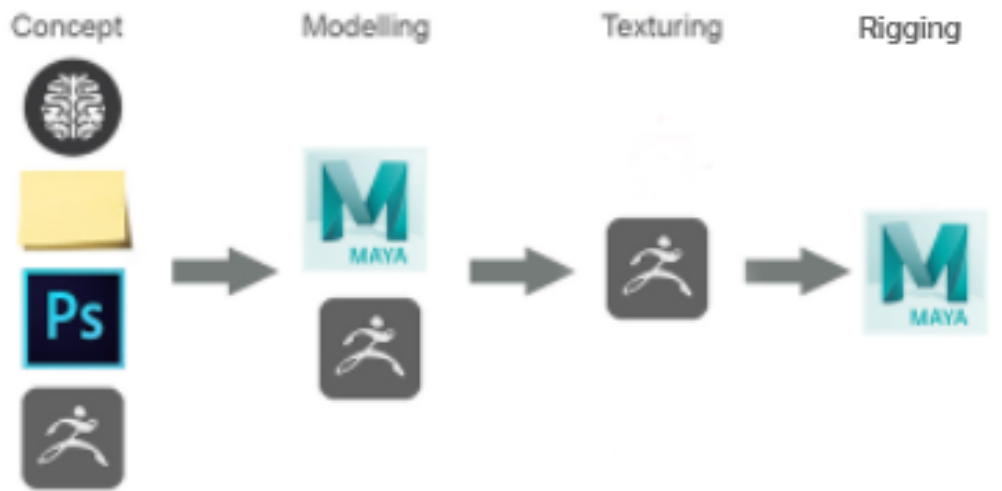 Concept
Modelling
Texturing
Rigging
MAYA
Ps
MAYA